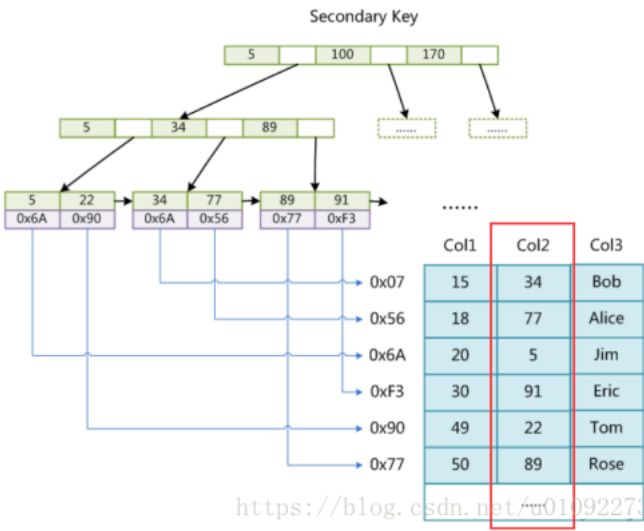 Secondary Key
5 100 170
5 34 89
...... ......
5 22 34 77 89 91
0x6A 0x90 0x6A 0x56 0x77 0xF3
......
Col1 Col2 Col3
0x07 15 34 Bob
0x56 18 77 Alice
0x6A 20 5 Jim
0xF3 30 91 Eric
0x90 49 22 Tom
0x77 50 89 Rose
......
https://blog.csdn.net/u01092273